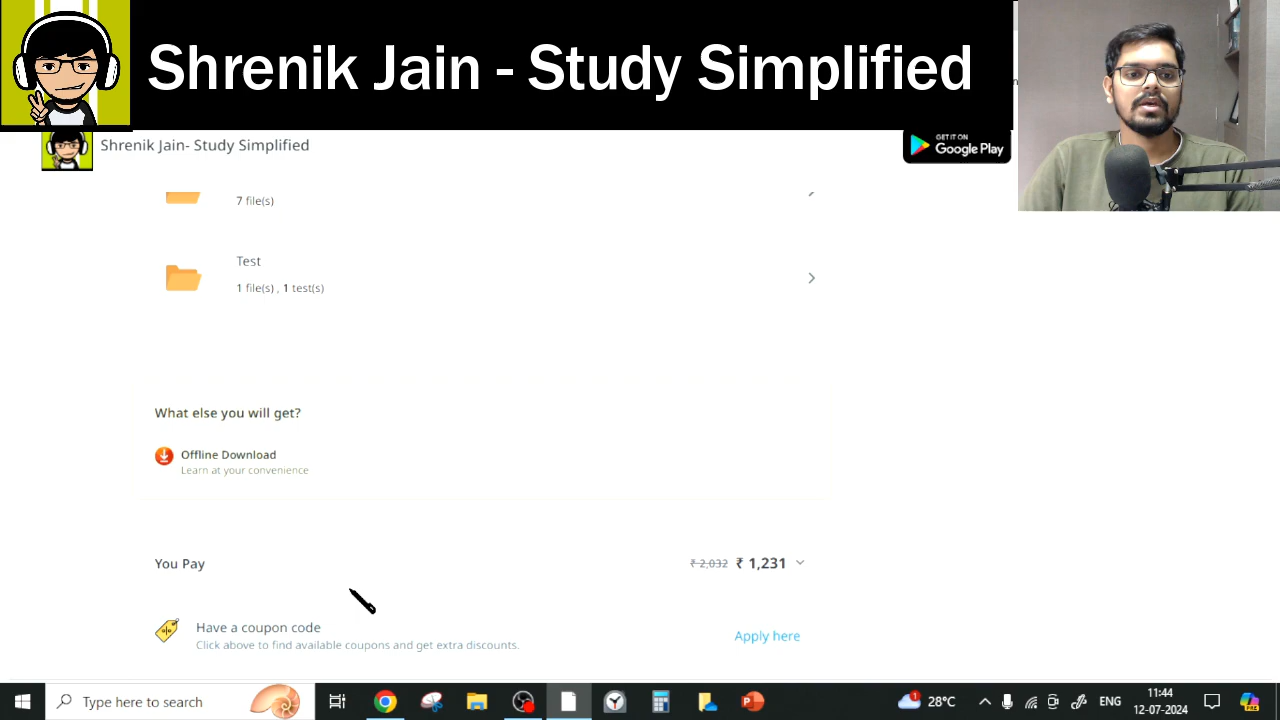 Shrenik Jain - Study Simplified
Shrenik Jain- Study Simplified
GET IT ON
Google Play
7 file(s)
Test
1 file(s) , 1 test(s)
What else you will get?
Offline Download
Learn at your convenience
You Pay
₹ 2,032 ₹ 1,231
Have a coupon code
Click above to find available coupons and get extra discounts.
Apply here
Type here to search
1
28°C
ENG
11:44
12-07-2024